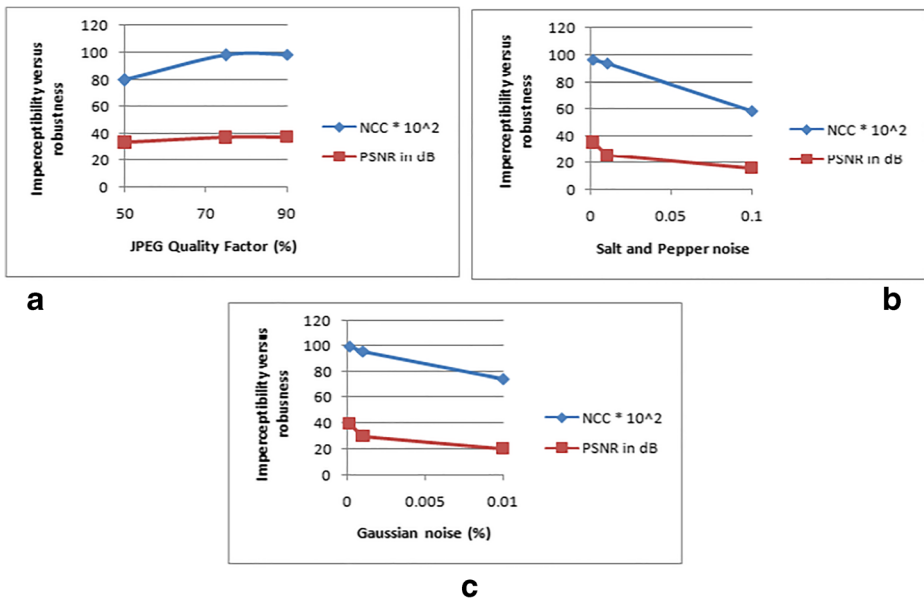 120
100
80
60
40
20
0
50 70 90
Imperceptibility versus
robustness
JPEG Quality Factor (%)
NCC * 10^2
PSNR in dB
a
120
100
80
60
40
20
0
0 0.05 0.1
Imperceptibility versus
robustness
Salt and Pepper noise
NCC * 10^2
PSNR in dB
b
120
100
80
60
40
20
0
0 0.005 0.01
Imperceptibility versus
robusness
Gaussian noise (%)
NCC * 10^2
PSNR in dB
c